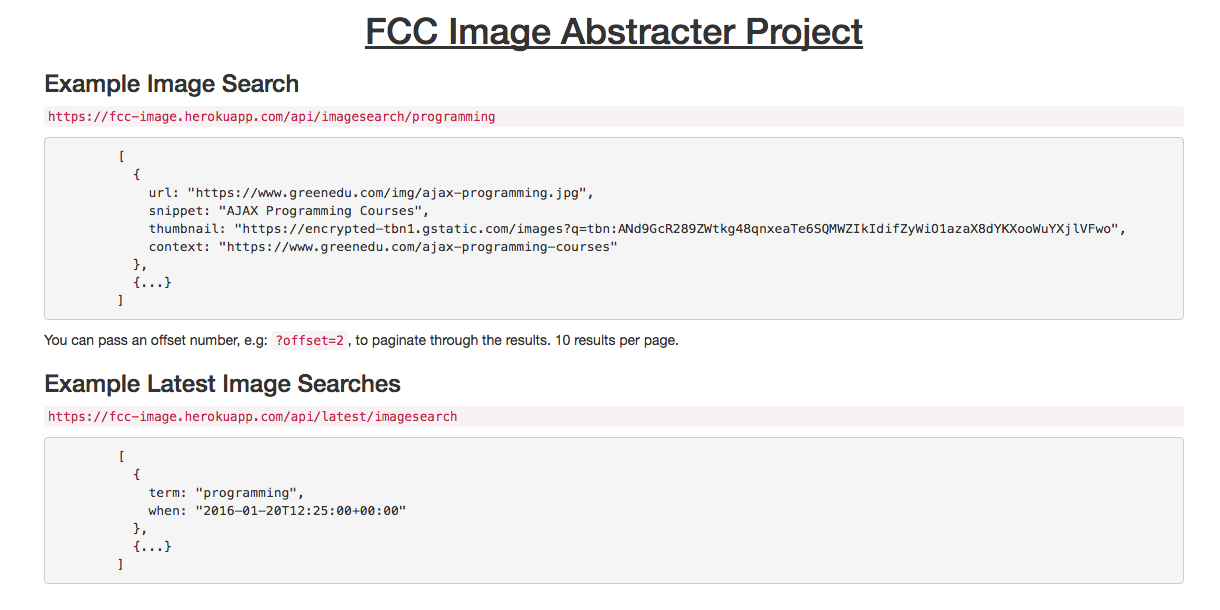 FCC Image Abstracter Project
Example Image Search
https://fcc-image.herokuapp.com/api/imagesearch/programming
[
{
url: "https://www.greenedu.com/img/ajax-programming.jpg",
snippet: "AJAX Programming Courses",
thumbnail: "https://encrypted-tbn1.gstatic.com/images?q=tbn:ANd9GcR289ZWtkg48qnxeaTe6SQMWZIkIdifZyWiO1azaX8dYKXooWuYXjlVFwo",
context: "https://www.greenedu.com/ajax-programming-courses"
},
{...}
]
You can pass an offset number, e.g: ?offset=2 , to paginate through the results. 10 results per page.
Example Latest Image Searches
https://fcc-image.herokuapp.com/api/latest/imagesearch
[
{
term: "programming",
when: "2016-01-20T12:25:00+00:00"
},
{...}
]